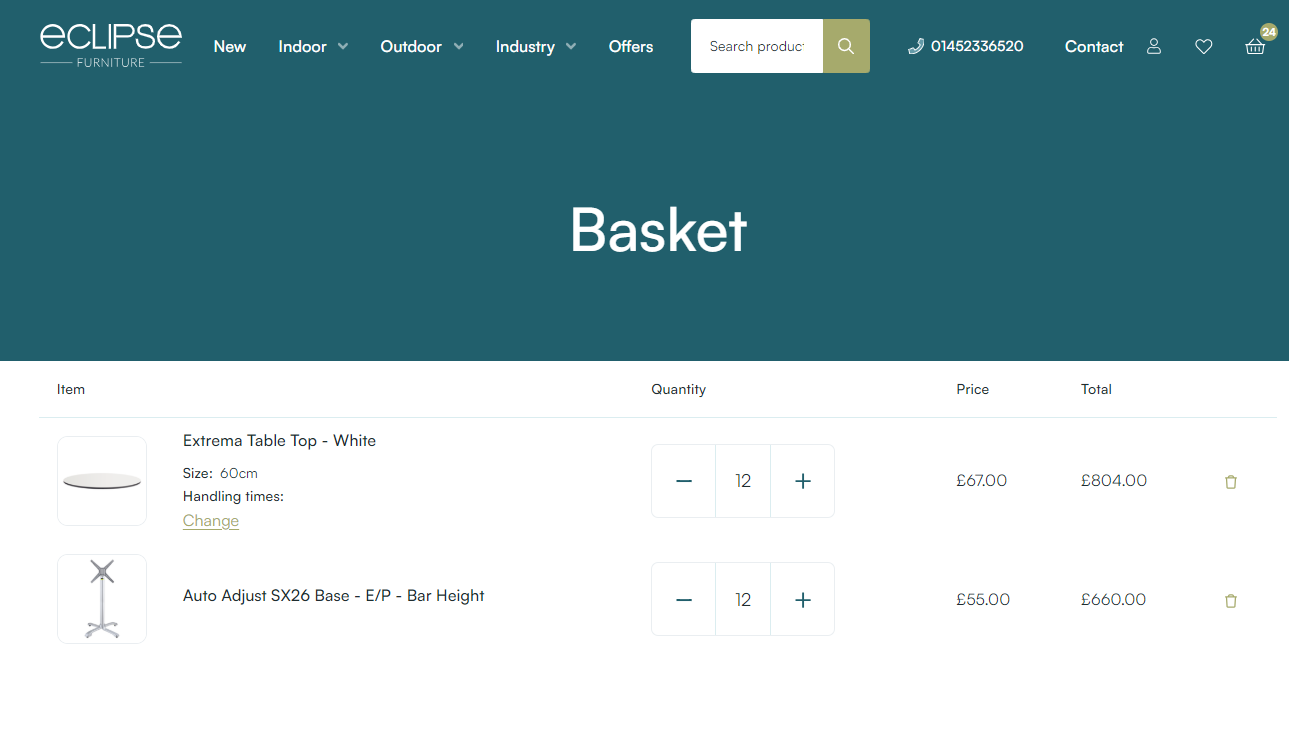 eclipse
FURNITURE
New
Indoor
Outdoor
Industry
Offers
Search produc
01452336520
Contact
24
Basket
Item Quantity Price Total
Extrema Table Top - White
Size: 60cm
Handling times:
Change
12 £67.00 £804.00
Auto Adjust SX26 Base - E/P - Bar Height
12 £55.00 £660.00